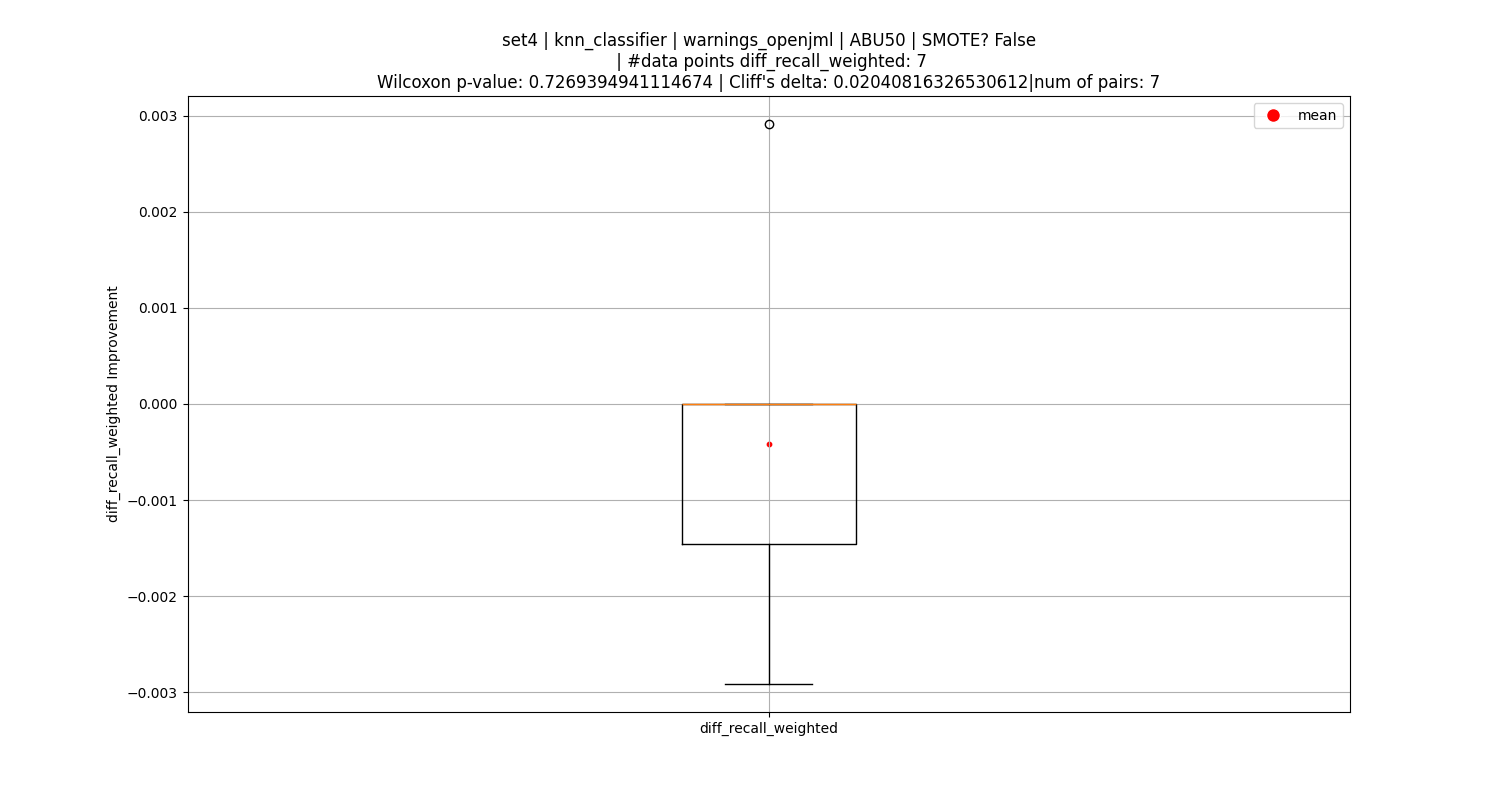 set4 | knn_classifier | warnings_openjml | ABU50 | SMOTE? False
| #data points diff_recall_weighted: 7
Wilcoxon p-value: 0.7269394941114674 | Cliff's delta: 0.02040816326530612|num of pairs: 7
mean
0.003
0.002
0.001
0.000
−0.001
−0.002
−0.003
diff_recall_weighted Improvement
diff_recall_weighted